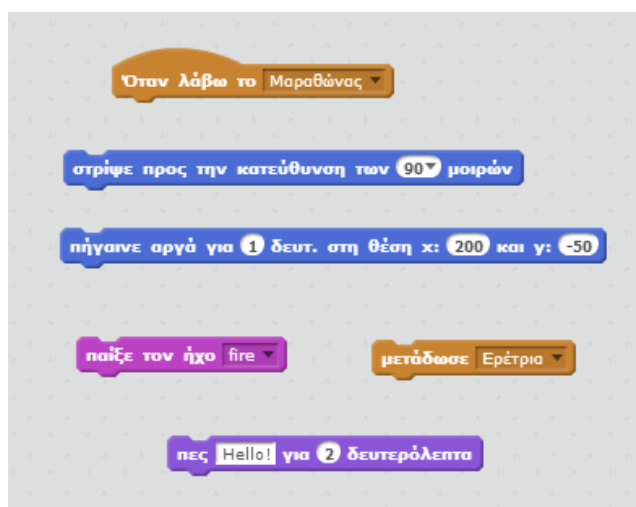 Όταν λάβω το Μαραθώνας
στρίψε προς την κατεύθυνση των 90 μοιρών
πήγαινε αργά για 1 δευτ. στη θέση x: 200 και y: -50
παίξε τον ήχο fire
μετάδωσε Ερέτρια
πες Hello! για 2 δευτερόλεπτα